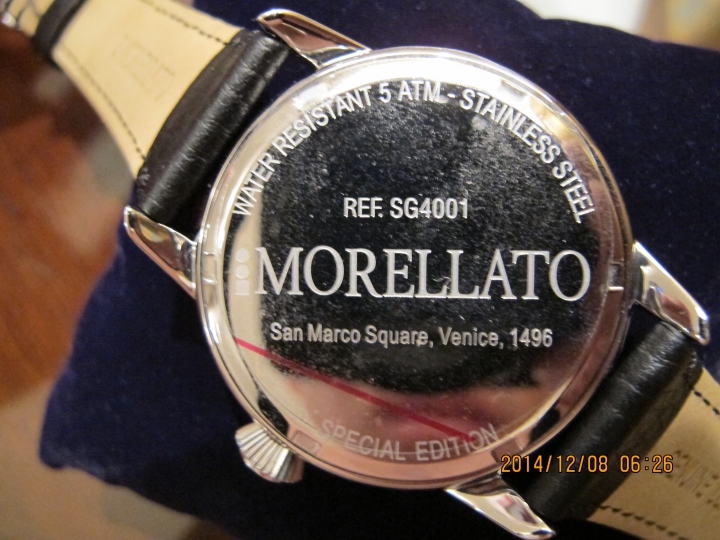 WATER RESISTANT 5 ATM - STAINLESS STEEL
REF. SG4001
MORELLATO
San Marco Square, Venice, 1496
SPECIAL EDITION
2014/12/08 06:26